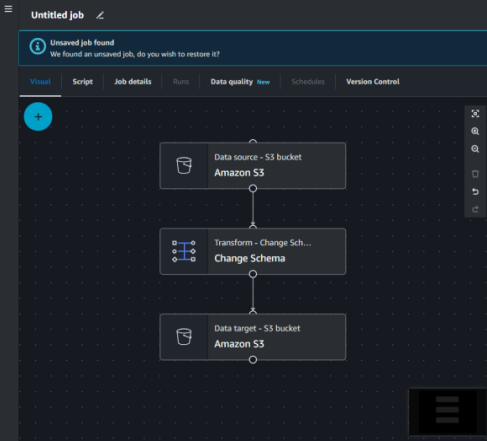 Untitled job
Unsaved job found
We found an unsaved job, do you wish to restore it?
Visual Script Job details Runs Data quality New Schedules Version Control
Data source - S3 bucket
Amazon S3
Transform - Change Sch...
Change Schema
Data target - S3 bucket
Amazon S3